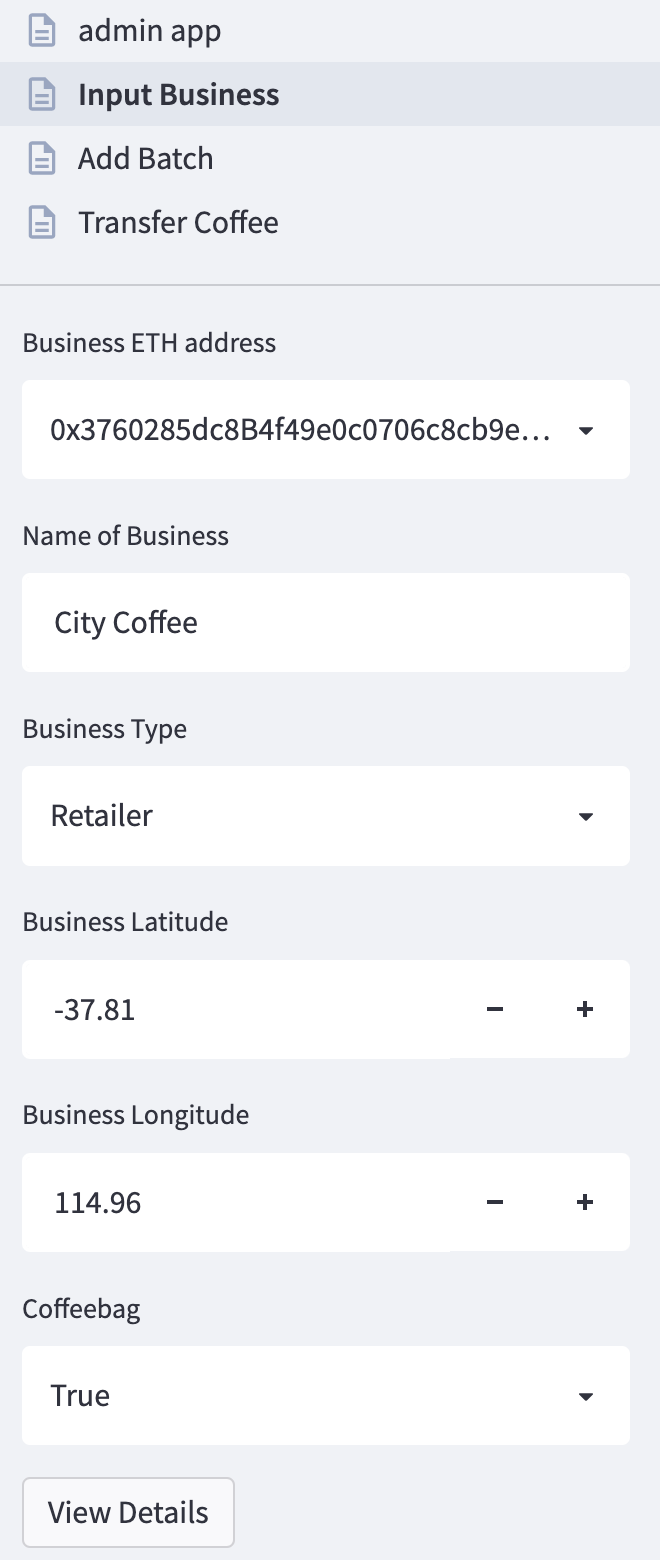 admin app
Input Business
Add Batch
Transfer Coffee
Business ETH address
0x3760285dc8B4f49e0c0706c8cb9e...
Name of Business
City Coffee
Business Type
Retailer
Business Latitude
-37.81
Business Longitude
114.96
Coffeebag
True
View Details